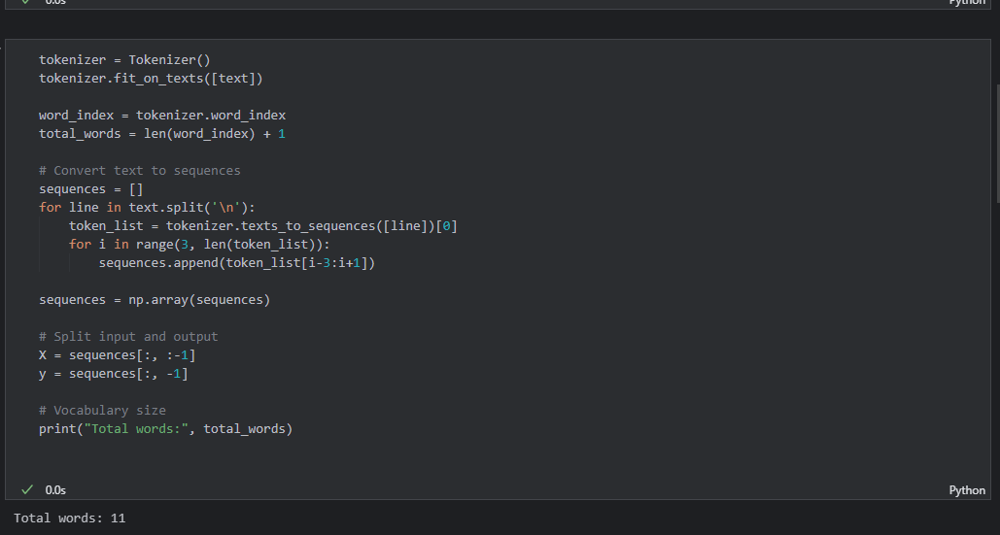 0.0s Python
tokenizer = Tokenizer()
tokenizer.fit_on_texts([text])

word_index = tokenizer.word_index
total_words = len(word_index) + 1

# Convert text to sequences
sequences = []
for line in text.split('\n'):
    token_list = tokenizer.texts_to_sequences([line])[0]
    for i in range(3, len(token_list)):
        sequences.append(token_list[i-3:i+1])

sequences = np.array(sequences)

# Split input and output
X = sequences[:, :-1]
y = sequences[:, -1]

# Vocabulary size
print("Total words:", total_words)
0.0s Python
Total words: 11